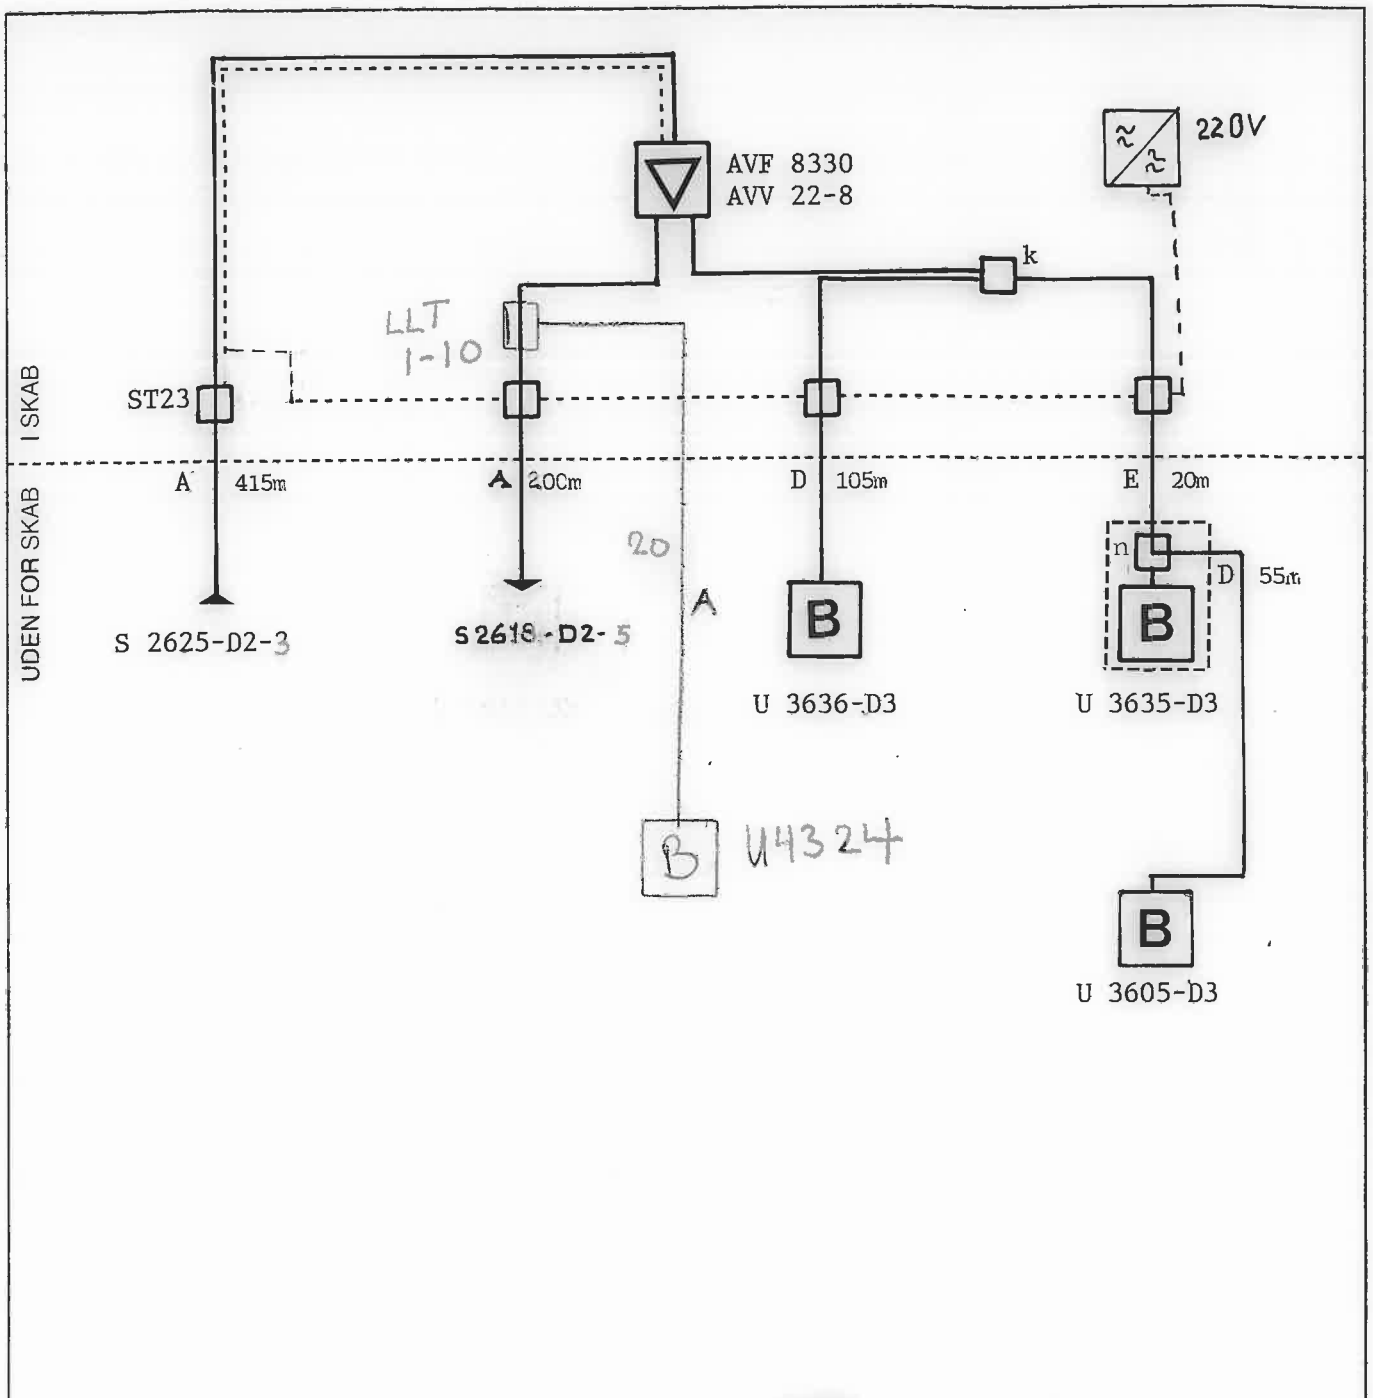 220V
AVF 8330
AVV 22-8
k
LLT
1-10
I SKAB
ST23
A 415m
A 200m
D 105m
E 20m
UDEN FOR SKAB
20
A
n
D 55m
B
B
S 2625-D2-3
S2618-D2-5
U 3636-D3
U 3635-D3
B
U4324
B
U 3605-D3